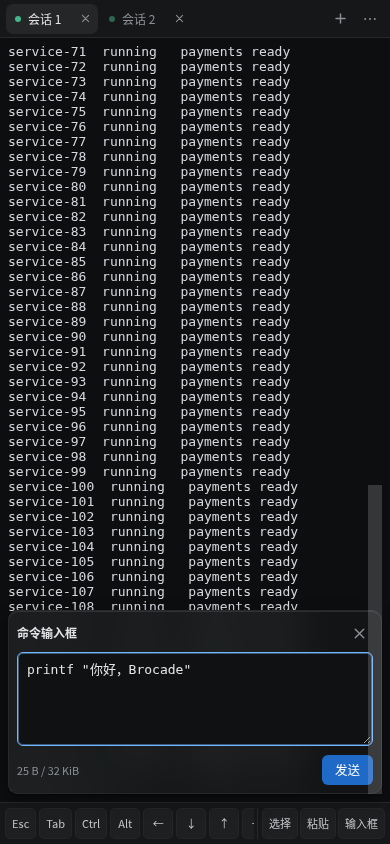 会话 1 × 会话 2 × + ···
service-71 running payments ready
service-72 running payments ready
service-73 running payments ready
service-74 running payments ready
service-75 running payments ready
service-76 running payments ready
service-77 running payments ready
service-78 running payments ready
service-79 running payments ready
service-80 running payments ready
service-81 running payments ready
service-82 running payments ready
service-83 running payments ready
service-84 running payments ready
service-85 running payments ready
service-86 running payments ready
service-87 running payments ready
service-88 running payments ready
service-89 running payments ready
service-90 running payments ready
service-91 running payments ready
service-92 running payments ready
service-93 running payments ready
service-94 running payments ready
service-95 running payments ready
service-96 running payments ready
service-97 running payments ready
service-98 running payments ready
service-99 running payments ready
service-100 running payments ready
service-101 running payments ready
service-102 running payments ready
service-103 running payments ready
service-104 running payments ready
service-105 running payments ready
service-106 running payments ready
service-107 running payments ready
service-108 running payments ready
命令输入框 ×
printf "你好，Brocade"
25 B / 32 KiB 发送
Esc Tab Ctrl Alt ← ↓ ↑ 选择 粘贴 输入框